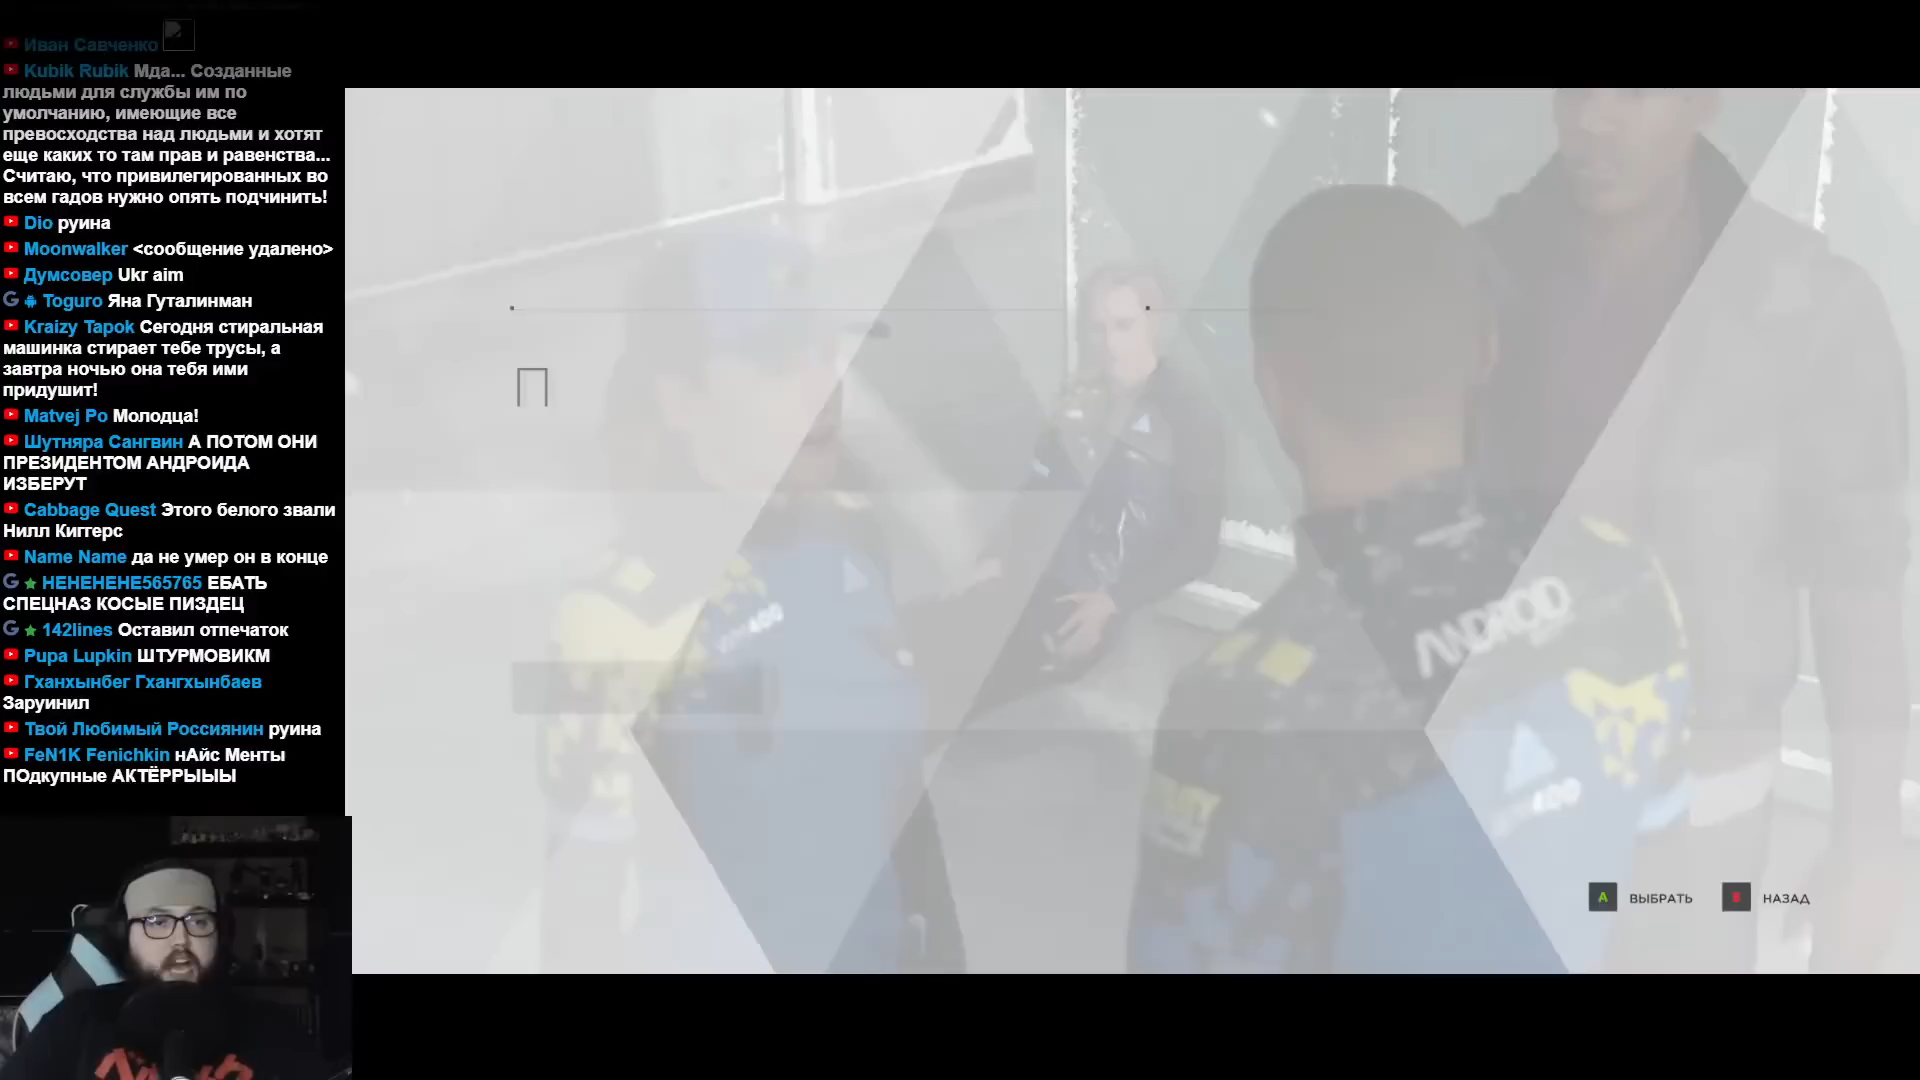 Иван Савченко
Kubik Rubik Мда... Созданные
людьми для службы им по
умолчанию, имеющие все
превосходства над людьми и хотят
еще каких то там прав и равенства...
Считаю, что привилегированных во
всем гадов нужно опять подчинить!
Dio руина
Moonwalker <сообщение удалено>
Думсовер Ukr aim
Toguro Яна Гуталинман
Kraizy Tapok Сегодня стиральная
машинка стирает тебе трусы, а
завтра ночью она тебя ими
придушит!
Matvej Po Молодца!
Шутняра Сангвин А ПОТОМ ОНИ
ПРЕЗИДЕНТОМ АНДРОИДА
ИЗБЕРУТ
Cabbage Quest Этого белого звали
Нилл Киггерс
Name Name да не умер он в конце
HEHEHEHE565765 ЕБАТЬ
СПЕЦНАЗ КОСЫЕ ПИЗДЕЦ
142lines Оставил отпечаток
Pupa Lupkin ШТУРМОВИКМ
Гханхынбег Гхангхынбаев
Заруинил
Твой Любимый Россиянин руина
FeN1K Fenichkin нАйс Менты
ПОдкупные АКТЁРРЫЫЫ
П
ANDROID
400
A ВЫБРАТЬ B НАЗАД